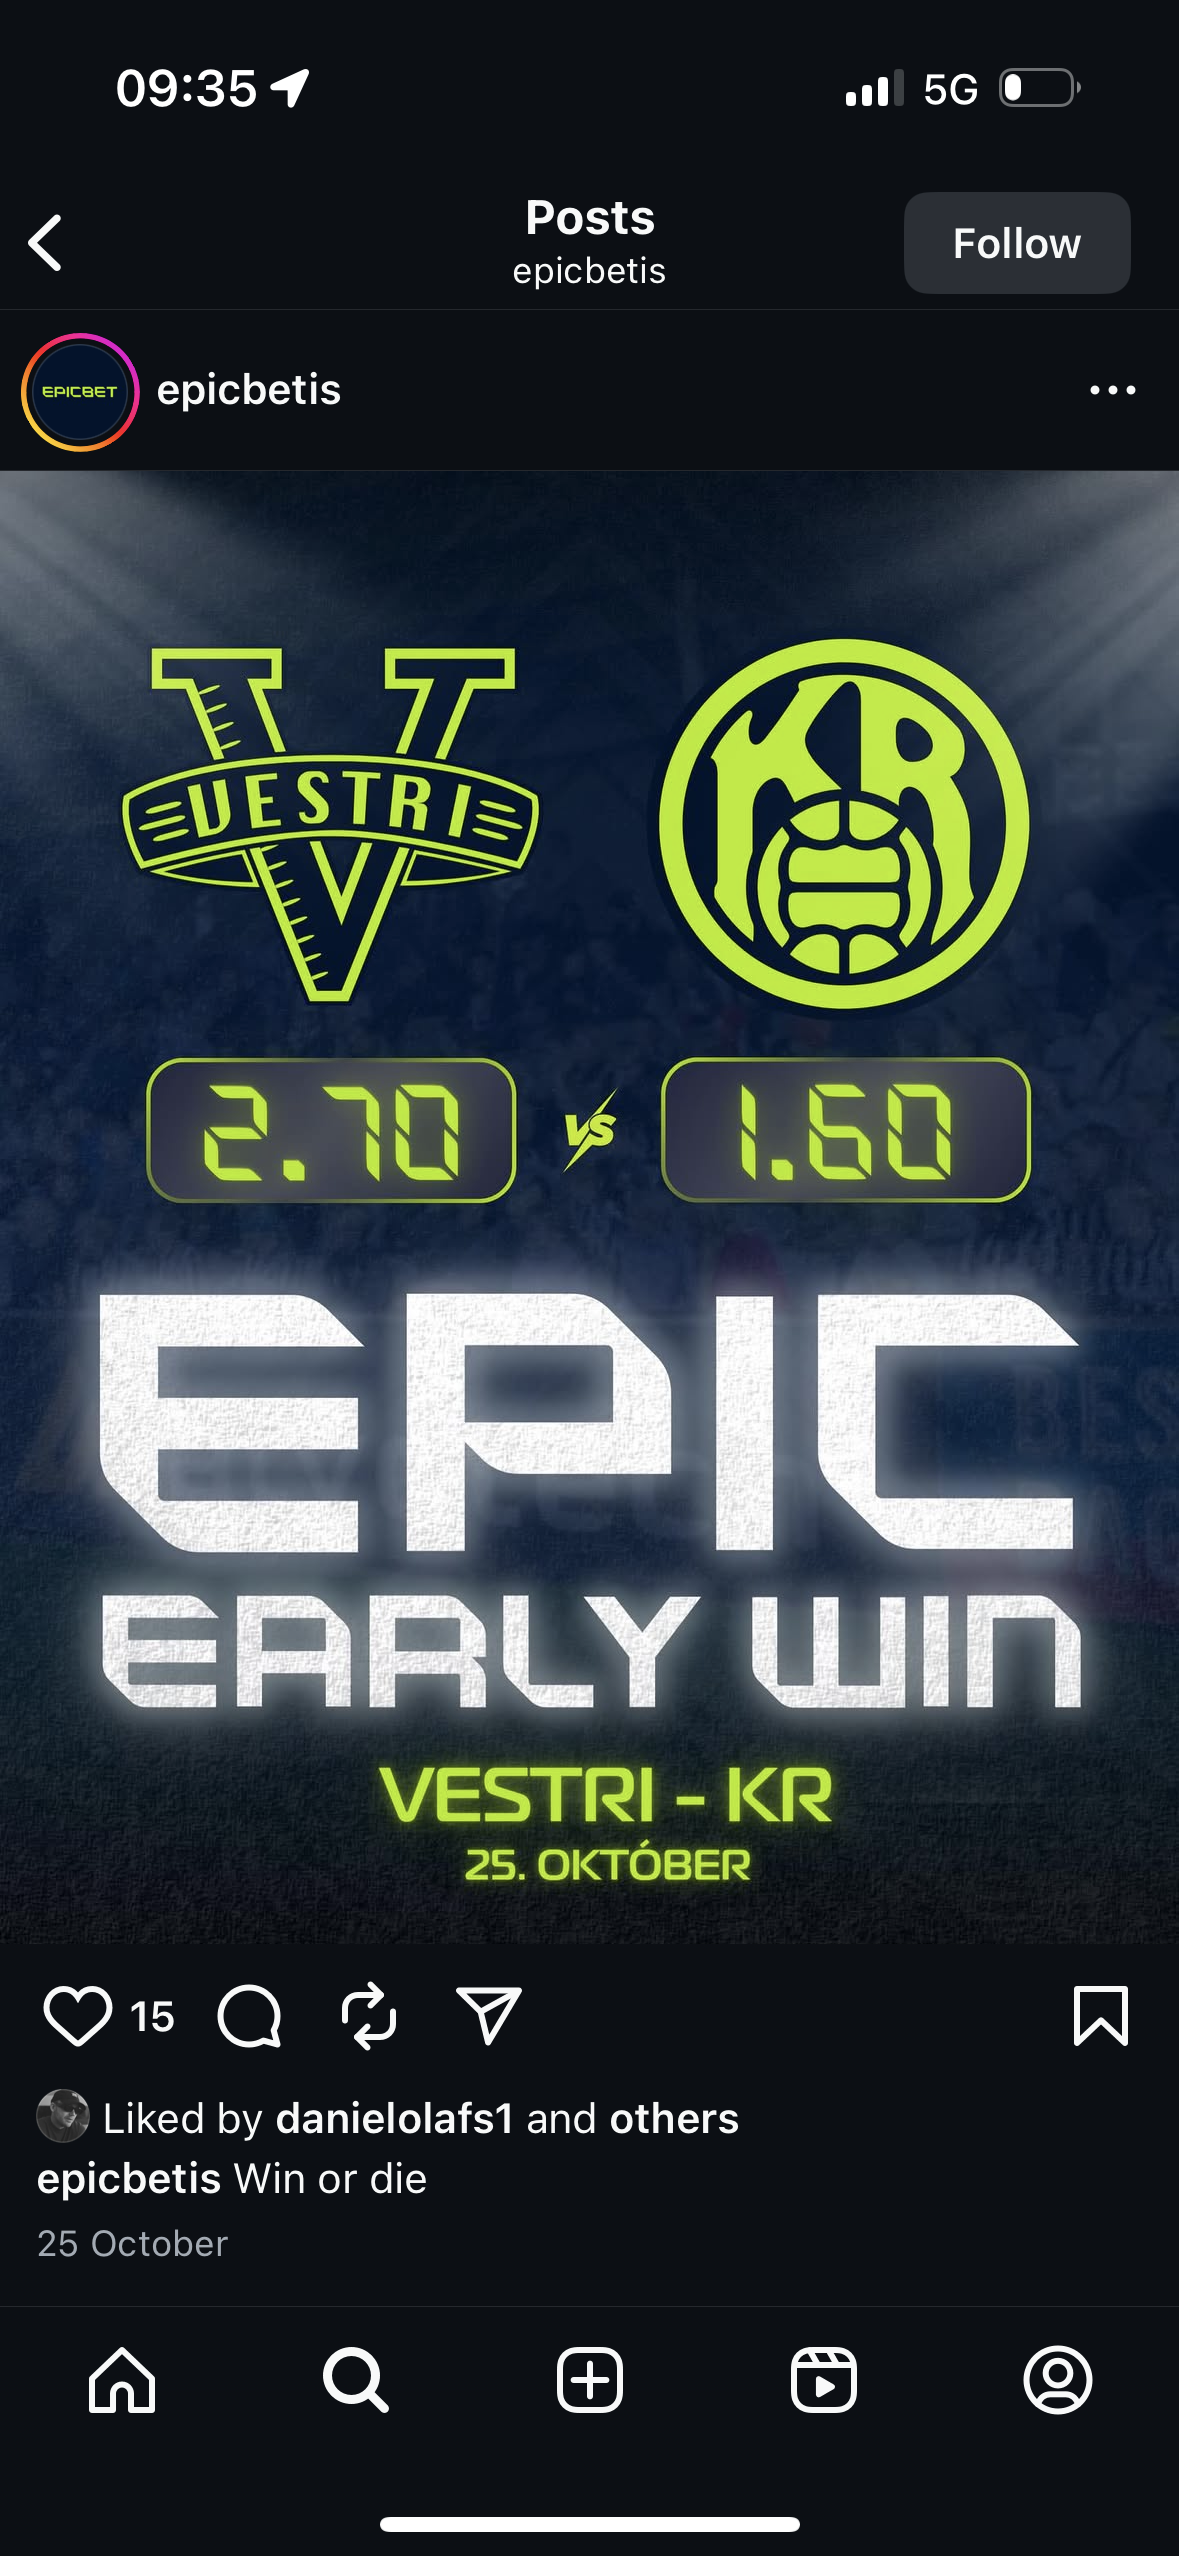 09:35
5G
Posts
Follow
epicbetis
EPICBET
epicbetis
VESTRI
KR
2.70
VS
1.60
EPIC
EARLY WIN
VESTRI - KR
25. OKTÓBER
15
Liked by danielolafs1 and others
epicbetis Win or die
25 October